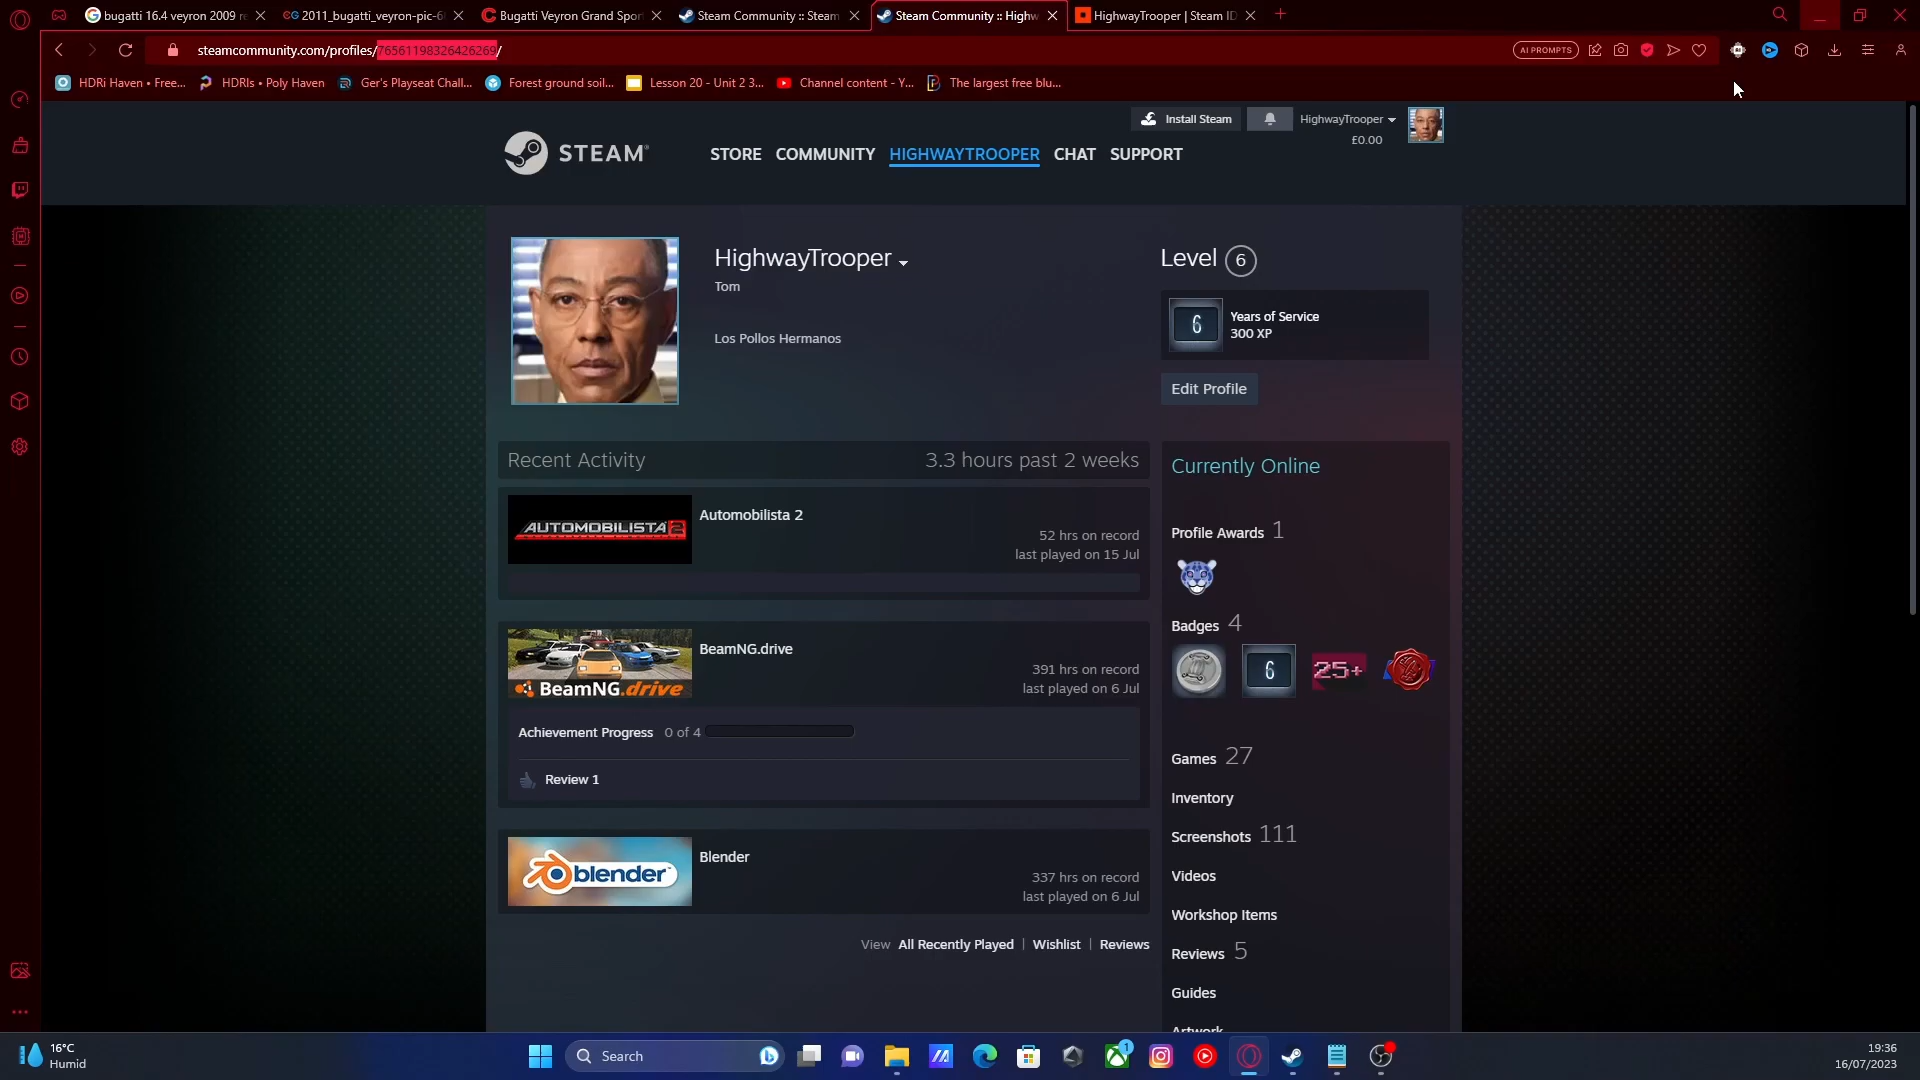 bugatti 16.4 veyron 2009 re
2011_bugatti_veyron-pic-6
Bugatti Veyron Grand Spor
Steam Community :: Steam
Steam Community :: Highw
HighwayTrooper | Steam ID
steamcommunity.com/profiles/76561198326426269/
AI PROMPTS
HDRi Haven • Free...
HDRIs • Poly Haven
Ger's Playseat Chall...
Forest ground soil...
Lesson 20 - Unit 2 3...
Channel content - Y...
The largest free blu...
Install Steam
HighwayTrooper
£0.00
STEAM
STORE
COMMUNITY
HIGHWAYTROOPER
CHAT
SUPPORT
HighwayTrooper
Tom
Los Pollos Hermanos
Level 6
6
Years of Service
300 XP
Edit Profile
Recent Activity
3.3 hours past 2 weeks
AUTOMOBILISTA 2
Automobilista 2
52 hrs on record
last played on 15 Jul
BeamNG.drive
BeamNG.drive
391 hrs on record
last played on 6 Jul
Achievement Progress 0 of 4
Review 1
blender
Blender
337 hrs on record
last played on 6 Jul
View All Recently Played | Wishlist | Reviews
Currently Online
Profile Awards 1
Badges 4
6
25+
Games 27
Inventory
Screenshots 111
Videos
Workshop Items
Reviews 5
Guides
Artwork
16°C
Humid
Search
1
19:36
16/07/2023